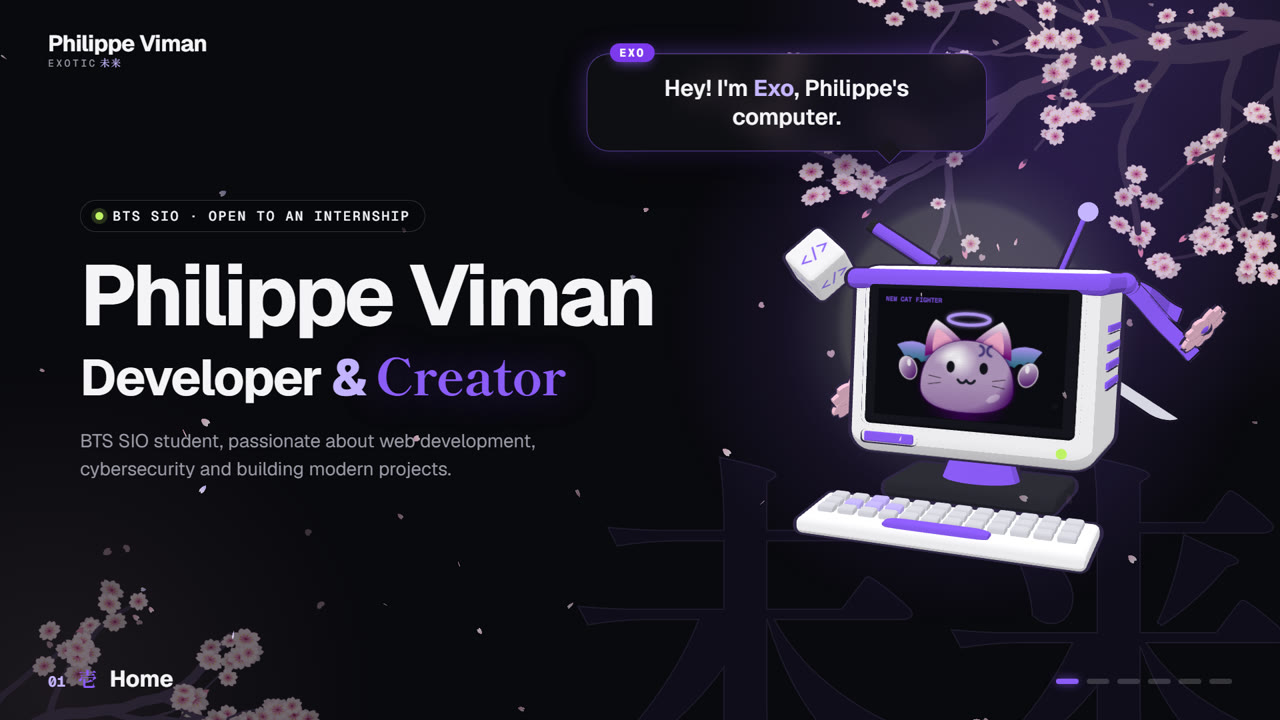 Philippe Viman
EXOTIC 未来
EXO
Hey! I'm Exo, Philippe's
computer.
BTS SIO · OPEN TO AN INTERNSHIP
Philippe Viman
Developer & Creator
BTS SIO student, passionate about web development,
cybersecurity and building modern projects.
</>
</>
NEW CAT FIGHTER
未来
01 壱 Home